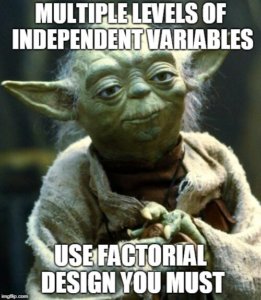 MULTIPLE LEVELS OF
INDEPENDENT VARIABLES
USE FACTORIAL
DESIGN YOU MUST
imgflip.com